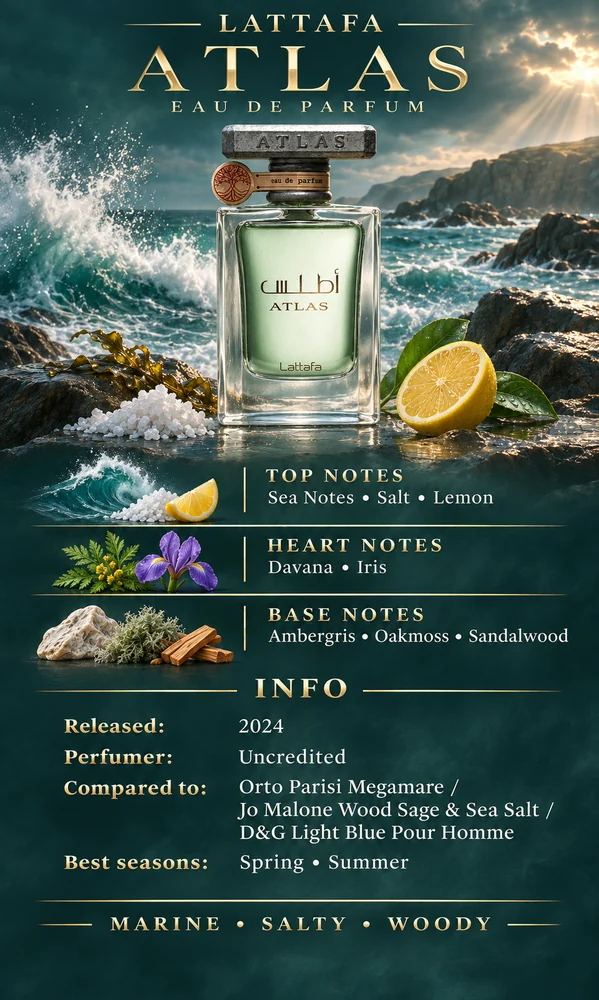 LATTAFA
ATLAS
EAU DE PARFUM
ATLAS
eau de parfum
أطلس
ATLAS
Lattafa
TOP NOTES
Sea Notes • Salt • Lemon
HEART NOTES
Davana • Iris
BASE NOTES
Ambergris • Oakmoss • Sandalwood
INFO
Released: 2024
Perfumer: Uncredited
Compared to: Orto Parisi Megamare /
Jo Malone Wood Sage & Sea Salt /
D&G Light Blue Pour Homme
Best seasons: Spring • Summer
MARINE • SALTY • WOODY